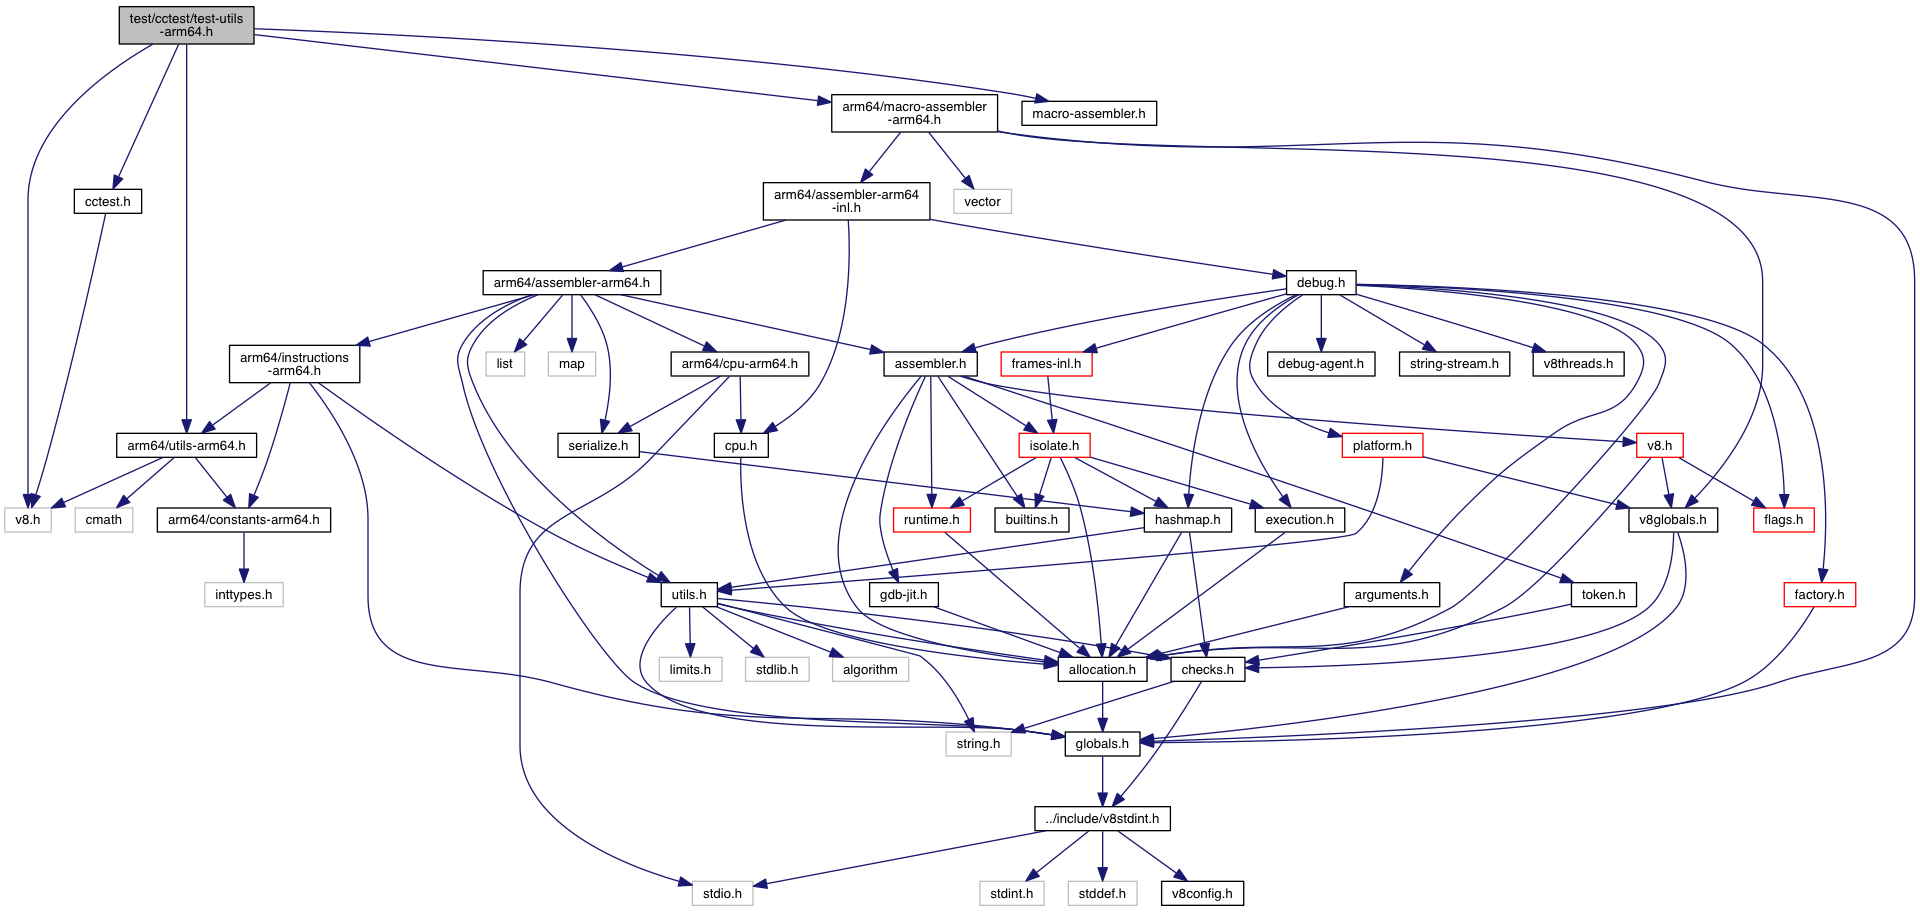 test/cctest/test-utils
-arm64.h
arm64/macro-assembler
-arm64.h
macro-assembler.h
cctest.h
arm64/assembler-arm64
-inl.h
vector
arm64/assembler-arm64.h
debug.h
arm64/instructions
-arm64.h
list
map
arm64/cpu-arm64.h
assembler.h
frames-inl.h
debug-agent.h
string-stream.h
v8threads.h
arm64/utils-arm64.h
serialize.h
cpu.h
isolate.h
platform.h
v8.h
v8.h
cmath
arm64/constants-arm64.h
runtime.h
builtins.h
hashmap.h
execution.h
v8globals.h
flags.h
inttypes.h
utils.h
gdb-jit.h
arguments.h
token.h
factory.h
limits.h
stdlib.h
algorithm
allocation.h
checks.h
string.h
globals.h
../include/v8stdint.h
stdio.h
stdint.h
stddef.h
v8config.h